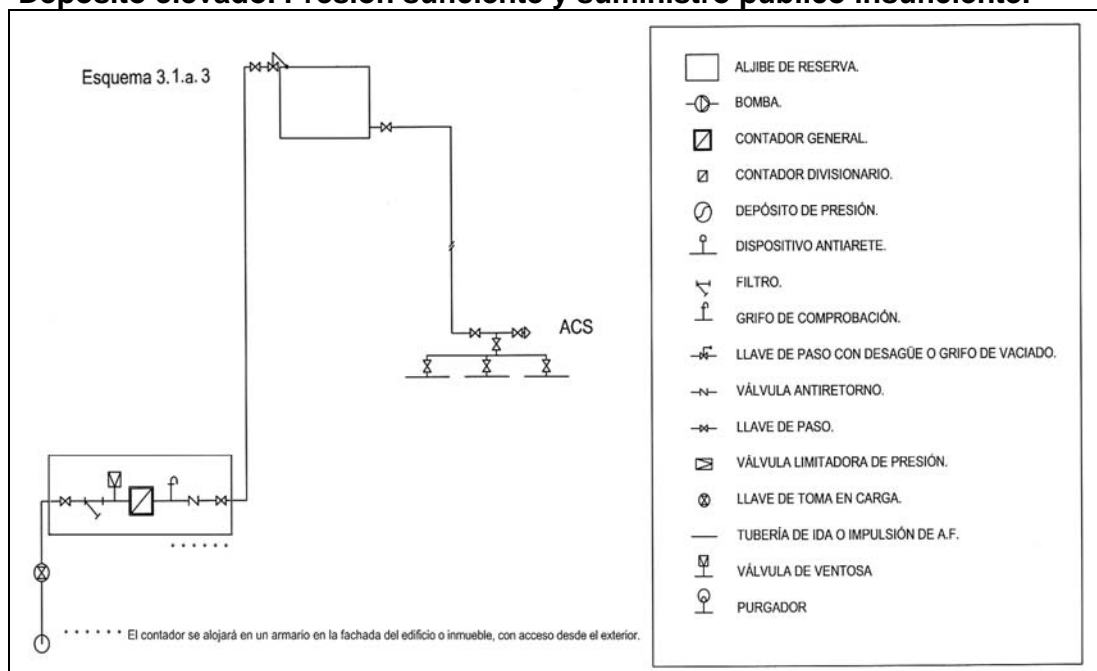 Depósito elevado. Presión suficiente y suministro público insuficiente.
Esquema 3.1.a.3
ACS
El contador se alojará en un armario en la fachada del edificio o inmueble, con acceso desde el exterior.
ALJIBE DE RESERVA.
BOMBA.
CONTADOR GENERAL.
CONTADOR DIVISIONARIO.
DEPÓSITO DE PRESIÓN.
DISPOSITIVO ANTIARETE.
FILTRO.
GRIFO DE COMPROBACIÓN.
LLAVE DE PASO CON DESAGÜE O GRIFO DE VACIADO.
VÁLVULA ANTIRETORNO.
LLAVE DE PASO.
VÁLVULA LIMITADORA DE PRESIÓN.
LLAVE DE TOMA EN CARGA.
TUBERÍA DE IDA O IMPULSIÓN DE A.F.
VÁLVULA DE VENTOSA
PURGADOR